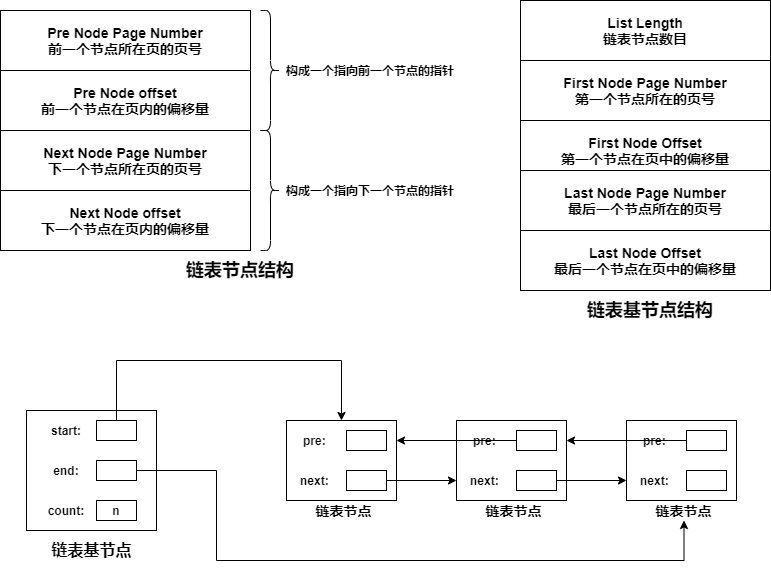 Pre Node Page Number
前一个节点所在页的页号
Pre Node offset
前一个节点在页内的偏移量
Next Node Page Number
下一个节点所在页的页号
Next Node offset
下一个节点在页内的偏移量
构成一个指向前一个节点的指针
构成一个指向下一个节点的指针
链表节点结构
List Length
链表节点数目
First Node Page Number
第一个节点所在的页号
First Node Offset
第一个节点在页中的偏移量
Last Node Page Number
最后一个节点所在的页号
Last Node Offset
最后一个节点在页中的偏移量
链表基节点结构
start:
end:
count: n
链表基节点
pre:
next:
链表节点
pre:
next:
链表节点
pre:
next:
链表节点